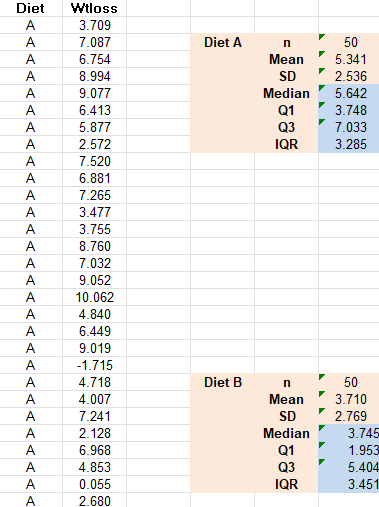 Diet Wtloss
A 3.709
A 7.087 Diet A n 50
A 6.754 Mean 5.341
A 8.994 SD 2.536
A 9.077 Median 5.642
A 6.413 Q1 3.748
A 5.877 Q3 7.033
A 2.572 IQR 3.285
A 7.520
A 6.881
A 7.265
A 3.477
A 3.755
A 8.760
A 7.032
A 9.052
A 10.062
A 4.840
A 6.449
A 9.019
A -1.715
A 4.718 Diet B n 50
A 4.007 Mean 3.710
A 7.241 SD 2.769
A 2.128 Median 3.745
A 6.968 Q1 1.953
A 4.853 Q3 5.404
A 0.055 IQR 3.451
A 2.680